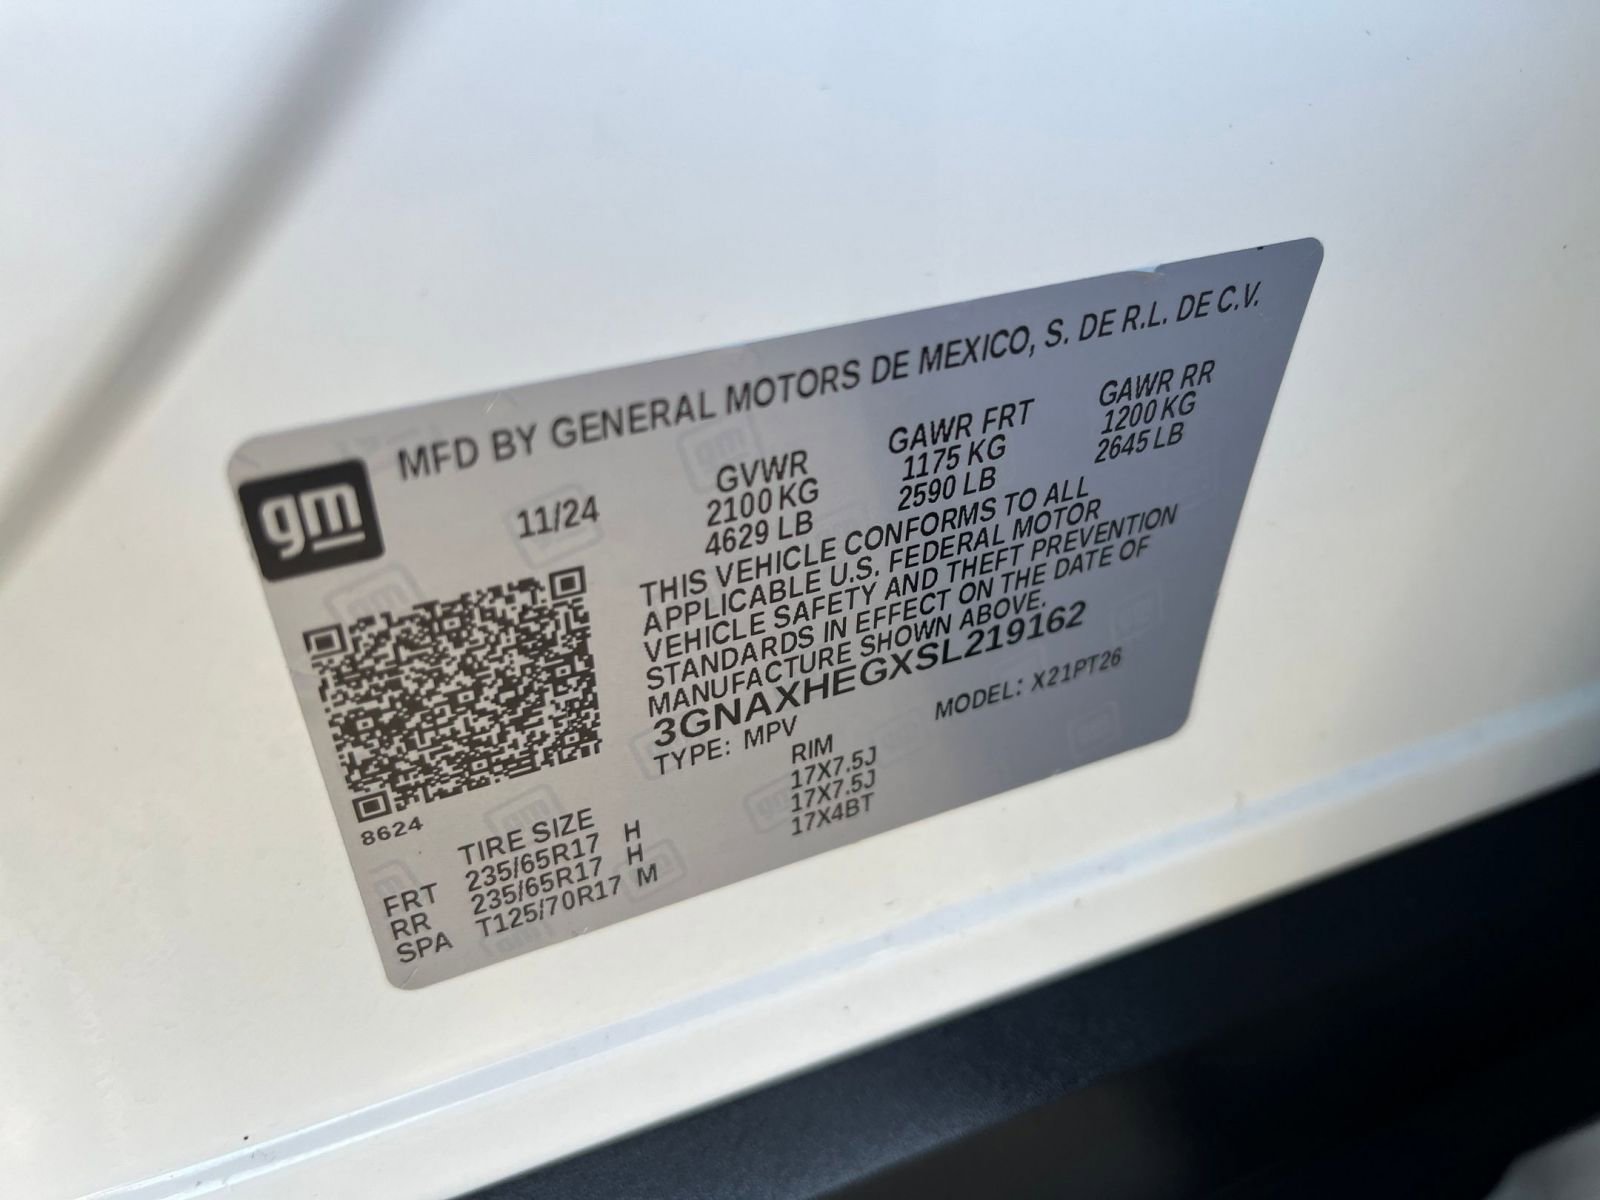 MFD BY GENERAL MOTORS DE MEXICO, S. DE R.L. DE C.V.
gm
11/24
GVWR GAWR FRT GAWR RR
2100 KG 1175 KG 1200 KG
4629 LB 2590 LB 2645 LB
THIS VEHICLE CONFORMS TO ALL
APPLICABLE U.S. FEDERAL MOTOR
VEHICLE SAFETY AND THEFT PREVENTION
STANDARDS IN EFFECT ON THE DATE OF
MANUFACTURE SHOWN ABOVE.
3GNAXHEGXSL219162
TYPE: MPV MODEL: X21PT26
8624
TIRE SIZE RIM
FRT 235/65R17 H 17X7.5J
RR 235/65R17 H 17X7.5J
SPA T125/70R17 M 17X4BT